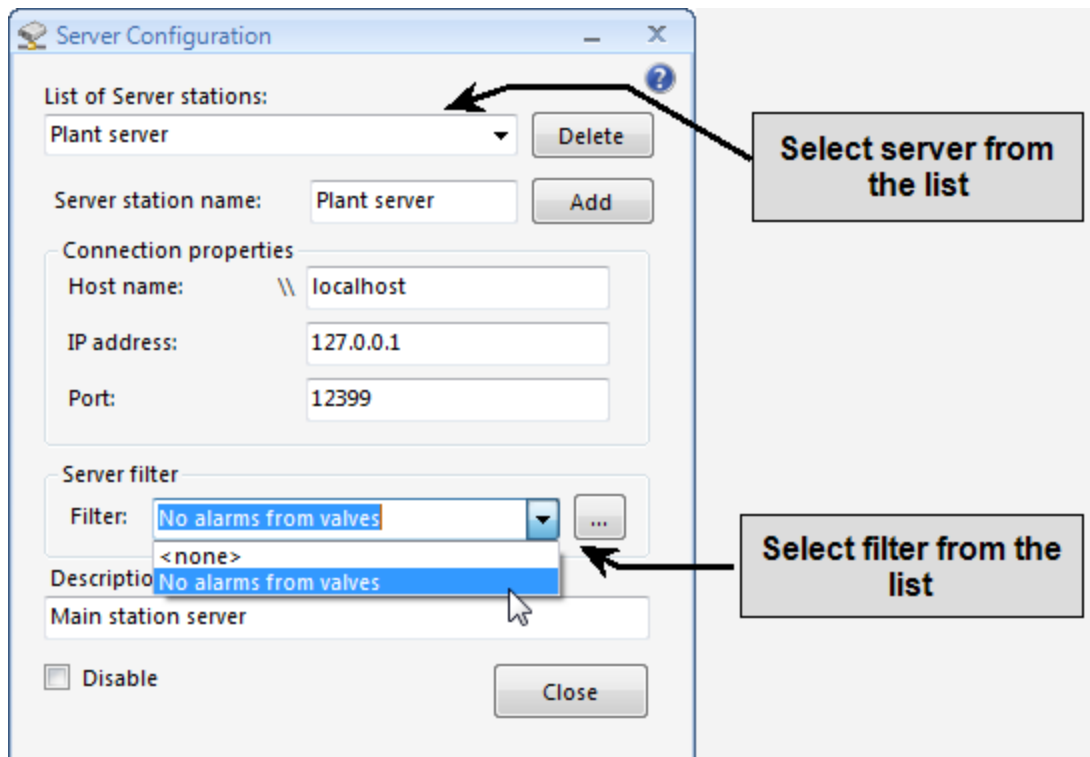 Server Configuration
List of Server stations:
Plant server
Delete
Select server from
the list
Server station name:
Plant server
Add
Connection properties
Host name:
\\
localhost
IP address:
127.0.0.1
Port:
12399
Server filter
Filter:
No alarms from valves
...
<none>
No alarms from valves
Select filter from the
list
Descriptio
Main station server
Disable
Close